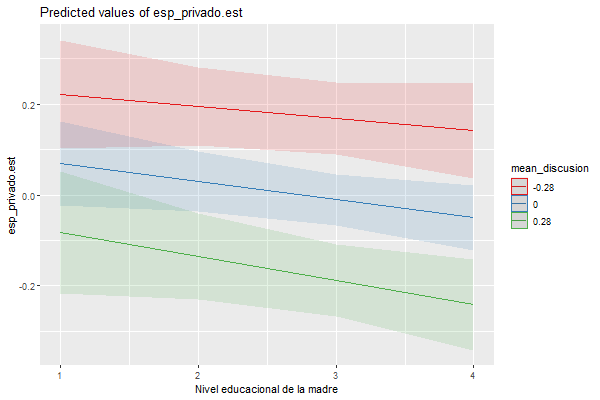 Predicted values of esp_privado.est
esp_privado.est
0.2
0.0
-0.2
1
2
3
4
Nivel educacional de la madre
mean_discusion
-0.28
0
0.28